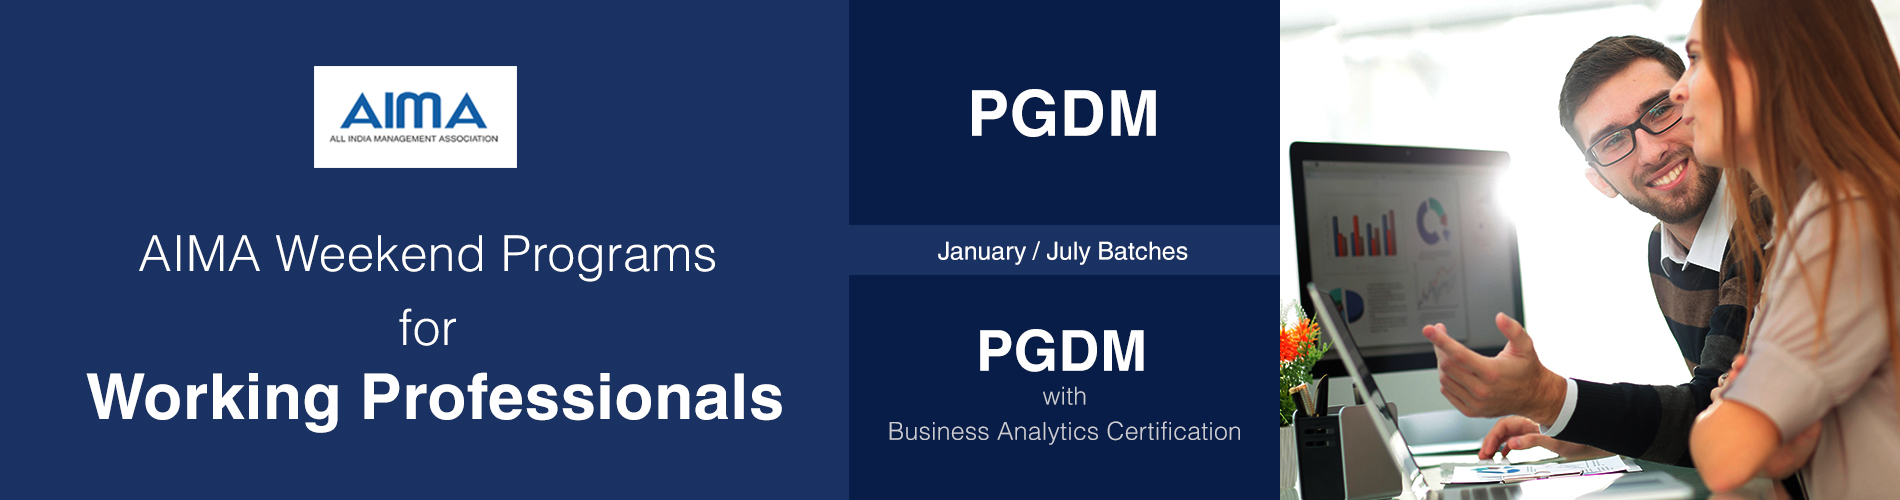 AIMA
ALL INDIA MANAGEMENT ASSOCIATION
AIMA Weekend Programs
for
Working Professionals
PGDM
January / July Batches
PGDM
with
Business Analytics Certification